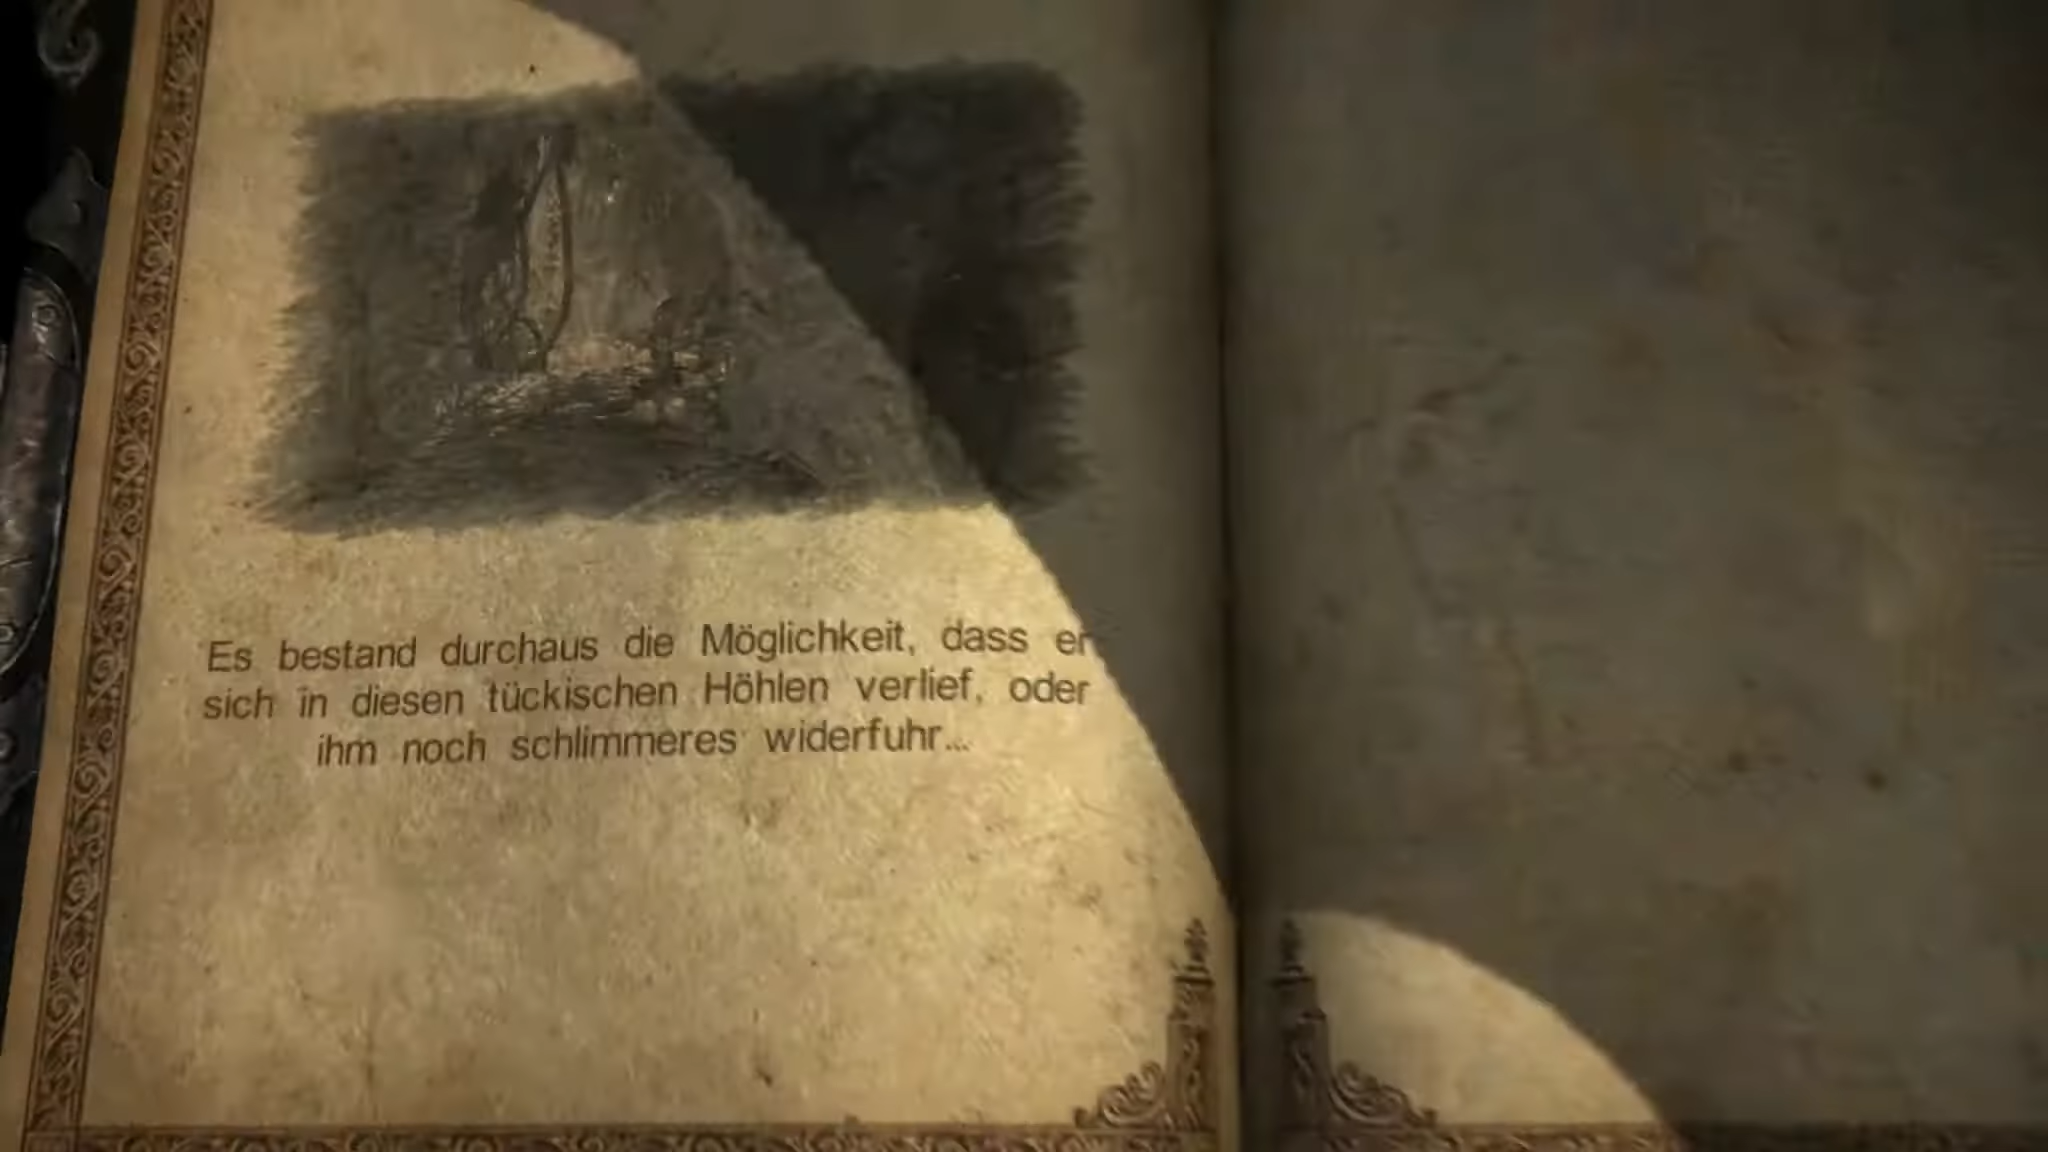 Es bestand durchaus die Möglichkeit, dass er
sich in diesen tückischen Höhlen verlief, oder
ihm noch schlimmeres widerfuhr...